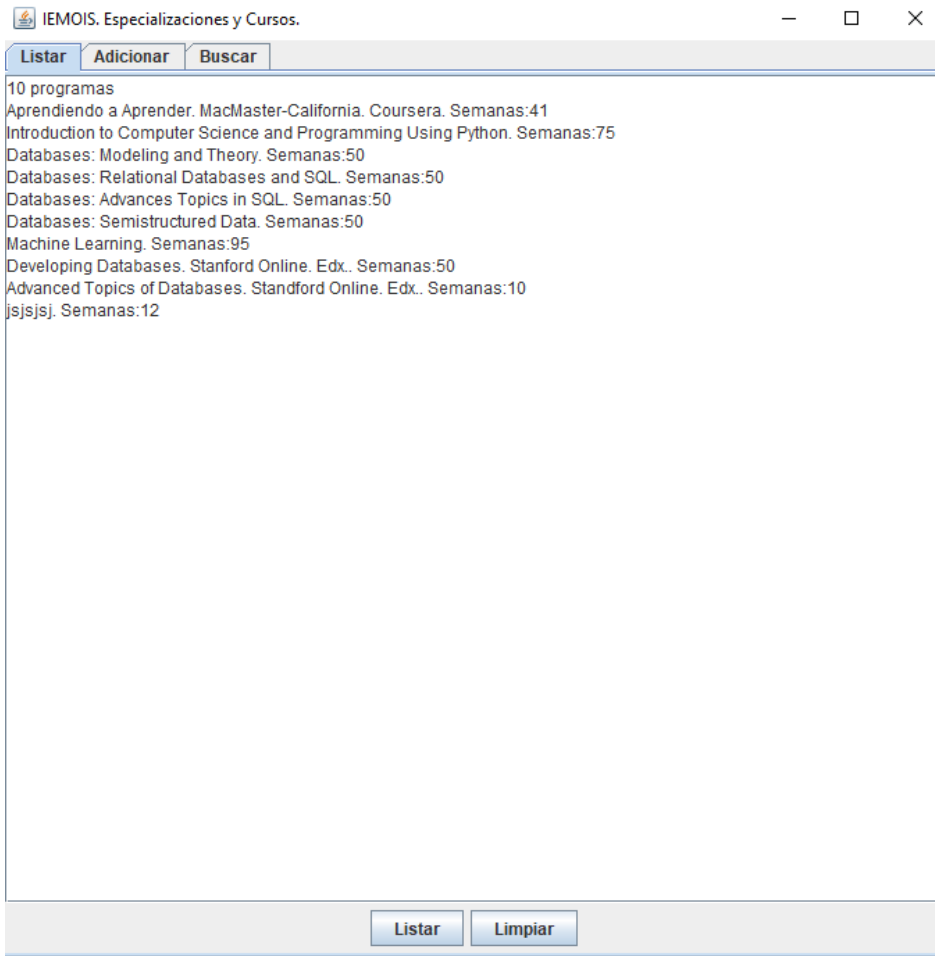 IEMOIS. Especializaciones y Cursos.
Listar Adicionar Buscar
10 programas
Aprendiendo a Aprender. MacMaster-California. Coursera. Semanas:41
Introduction to Computer Science and Programming Using Python. Semanas:75
Databases: Modeling and Theory. Semanas:50
Databases: Relational Databases and SQL. Semanas:50
Databases: Advances Topics in SQL. Semanas:50
Databases: Semistructured Data. Semanas:50
Machine Learning. Semanas:95
Developing Databases. Stanford Online. Edx.. Semanas:50
Advanced Topics of Databases. Standford Online. Edx.. Semanas:10
jsjsjsj. Semanas:12
Listar Limpiar